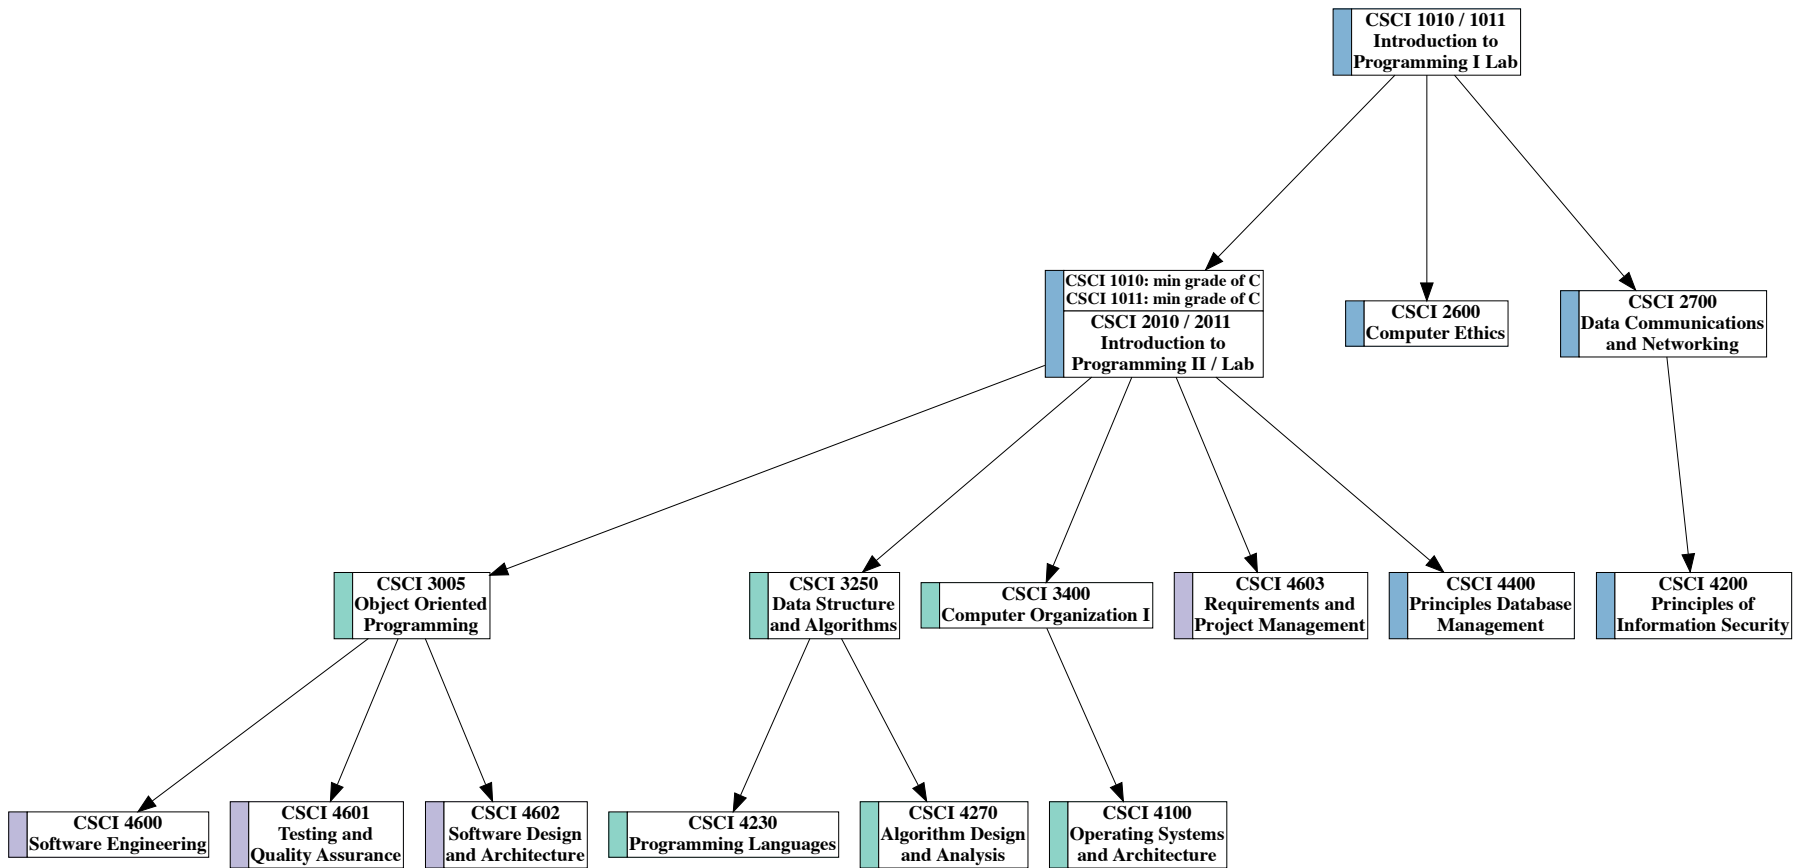 CSCI 1010 / 1011
Introduction to
Programming I Lab
CSCI 1010: min grade of C
CSCI 1011: min grade of C
CSCI 2010 / 2011
Introduction to
Programming II / Lab
CSCI 2600
Computer Ethics
CSCI 2700
Data Communications
and Networking
CSCI 3005
Object Oriented
Programming
CSCI 3250
Data Structure
and Algorithms
CSCI 3400
Computer Organization I
CSCI 4603
Requirements and
Project Management
CSCI 4400
Principles Database
Management
CSCI 4200
Principles of
Information Security
CSCI 4600
Software Engineering
CSCI 4601
Testing and
Quality Assurance
CSCI 4602
Software Design
and Architecture
CSCI 4230
Programming Languages
CSCI 4270
Algorithm Design
and Analysis
CSCI 4100
Operating Systems
and Architecture